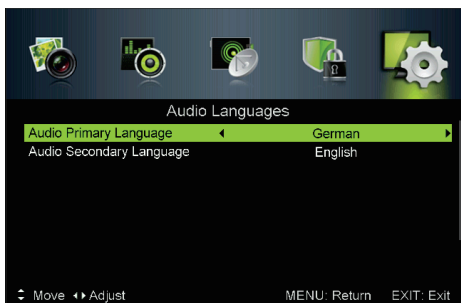 Audio Languages
Audio Primary Language German
Audio Secondary Language English
Move Adjust MENU: Return EXIT: Exit